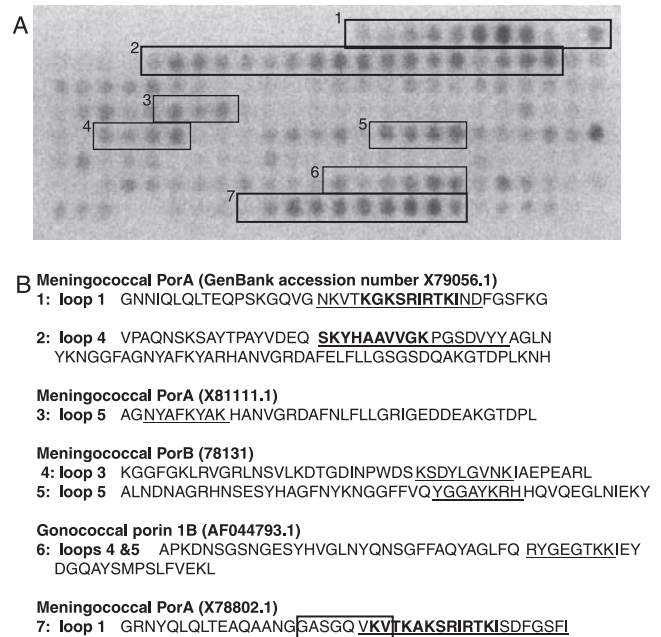 A
1
2
3
4
5
6
7
B Meningococcal PorA (GenBank accession number X79056.1)
1: loop 1 GNNIQLQLTEQPSKGQVG NKVTKGKSRIRTKINDFGSFKG
2: loop 4 VPAQNSKSAYTPAYVDEQ SKYHAAVVGKPGSDVYYAGLN
YKNGGFAGNYAFKYARHANVGRDAFELFLLGSGSDQAKGTDPLKNH
Meningococcal PorA (X81111.1)
3: loop 5 AGNYAFKYAKHANVGRDAFNLFLLGRIGEDDEAKGTDPL
Meningococcal PorB (78131)
4: loop 3 KGGFGKLRVGRLNSVLKDTGDINPWDSKSDYLGVNKIAEPEARL
5: loop 5 ALNDNAGRHNSESYHAGFNYKNGGFFVQYGGAYKRHHQVQEGLNIEKY
Gonococcal porin 1B (AF044793.1)
6: loops 4 &5 APKDNSGSNGESYHVGLNYQNSGFFAQYAGLFQ RYGEGTKKIEY
DGQAYSMPSLFVEKL
Meningococcal PorA (X78802.1)
7: loop 1 GRNYQLQLTEAQAANGGASGQ VKVTKAKSRIRTKISDFGSFI